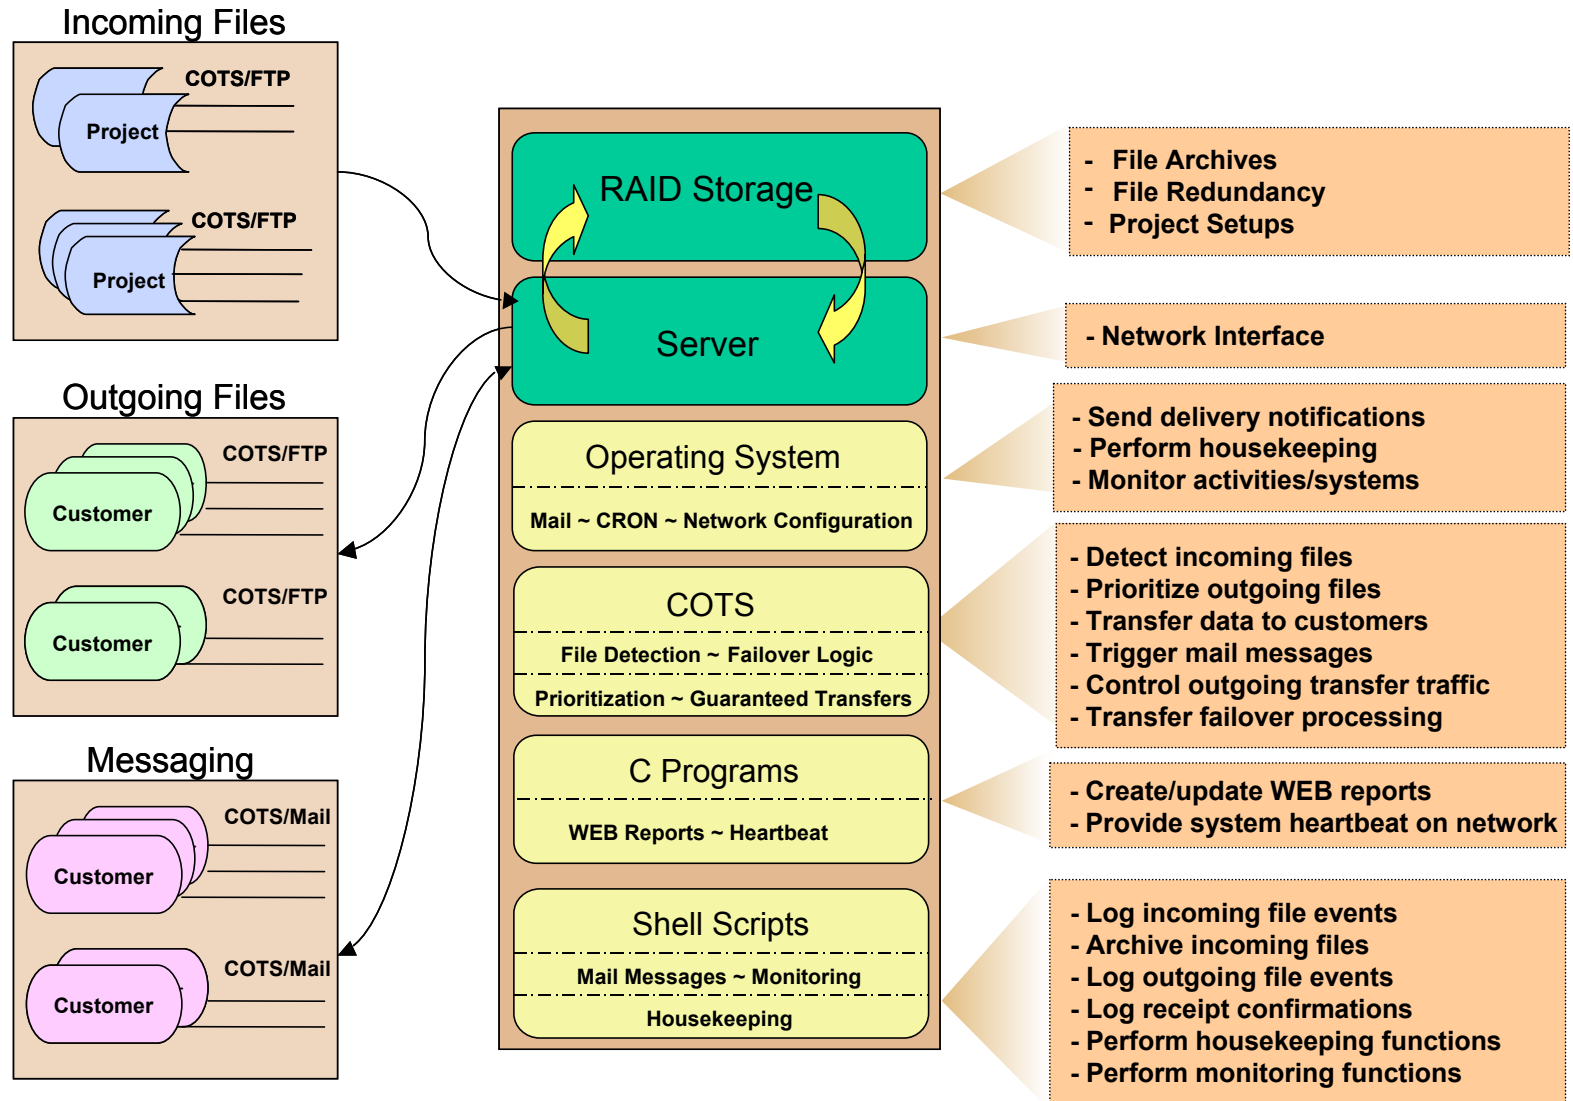 Incoming Files
COTS/FTP
Project
COTS/FTP
Project
Outgoing Files
COTS/FTP
Customer
COTS/FTP
Customer
Messaging
COTS/Mail
Customer
COTS/Mail
Customer
RAID Storage
Server
Operating System
Mail ~ CRON ~ Network Configuration
COTS
File Detection ~ Failover Logic
Prioritization ~ Guaranteed Transfers
C Programs
WEB Reports ~ Heartbeat
Shell Scripts
Mail Messages ~ Monitoring
Housekeeping
- File Archives
- File Redundancy
- Project Setups
- Network Interface
- Send delivery notifications
- Perform housekeeping
- Monitor activities/systems
- Detect incoming files
- Prioritize outgoing files
- Transfer data to customers
- Trigger mail messages
- Control outgoing transfer traffic
- Transfer failover processing
- Create/update WEB reports
- Provide system heartbeat on network
- Log incoming file events
- Archive incoming files
- Log outgoing file events
- Log receipt confirmations
- Perform housekeeping functions
- Perform monitoring functions